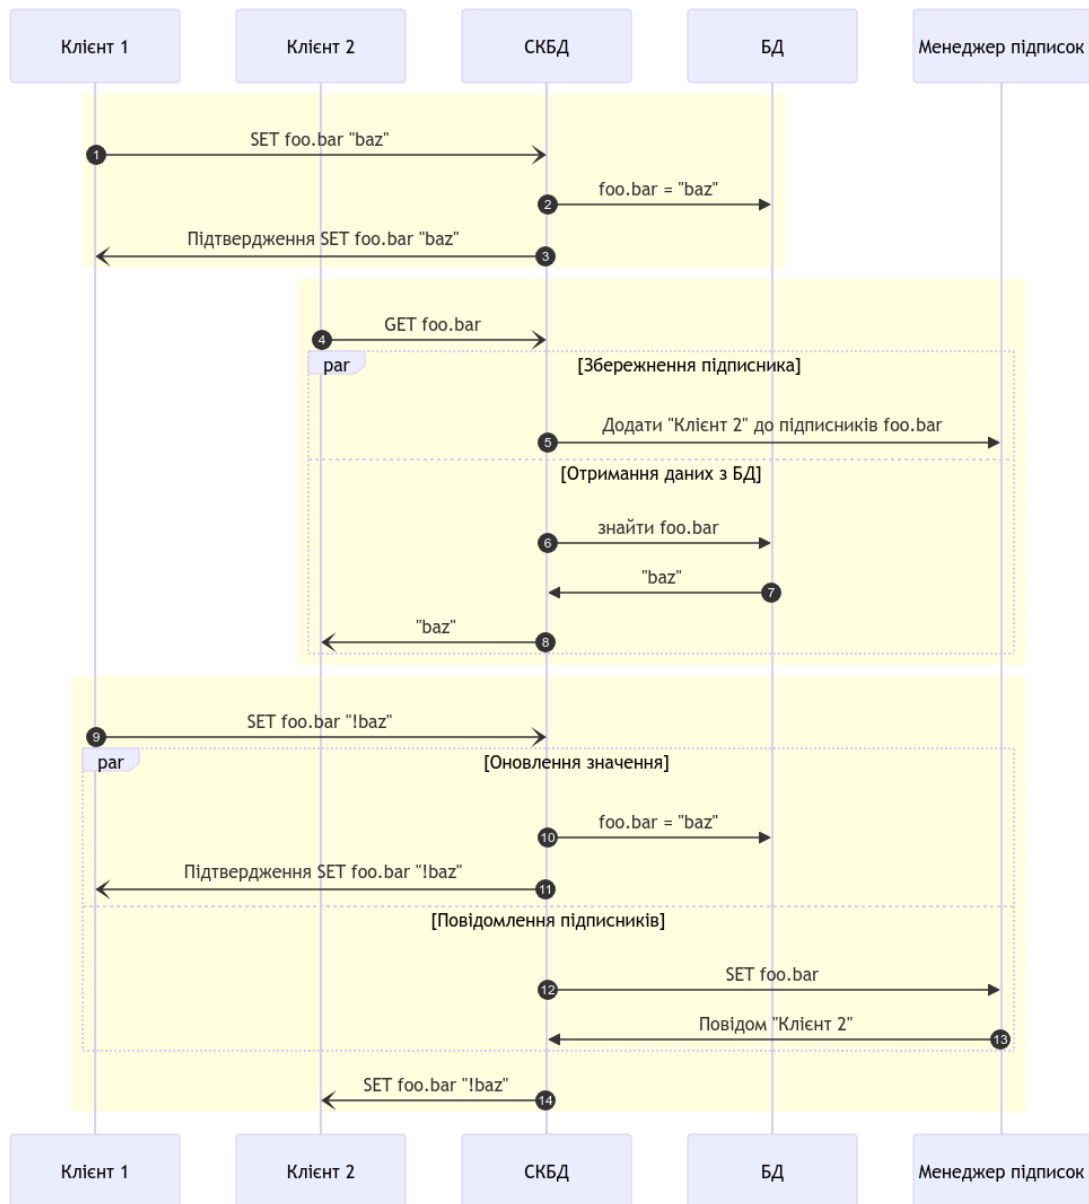 Клієнт 1
Клієнт 2
СКБД
БД
Менеджер підписок
SET foo.bar "baz"
1
foo.bar = "baz"
2
Підтвердження SET foo.bar "baz"
3
GET foo.bar
4
par
[Збережнення підписника]
Додати "Клієнт 2" до підписників foo.bar
5
[Отримання даних з БД]
знайти foo.bar
6
"baz"
7
"baz"
8
SET foo.bar "!baz"
9
par
[Оновлення значення]
foo.bar = "baz"
10
Підтвердження SET foo.bar "!baz"
11
[Повідомлення підписників]
SET foo.bar
12
Повідом "Клієнт 2"
13
SET foo.bar "!baz"
14
Клієнт 1
Клієнт 2
СКБД
БД
Менеджер підписок